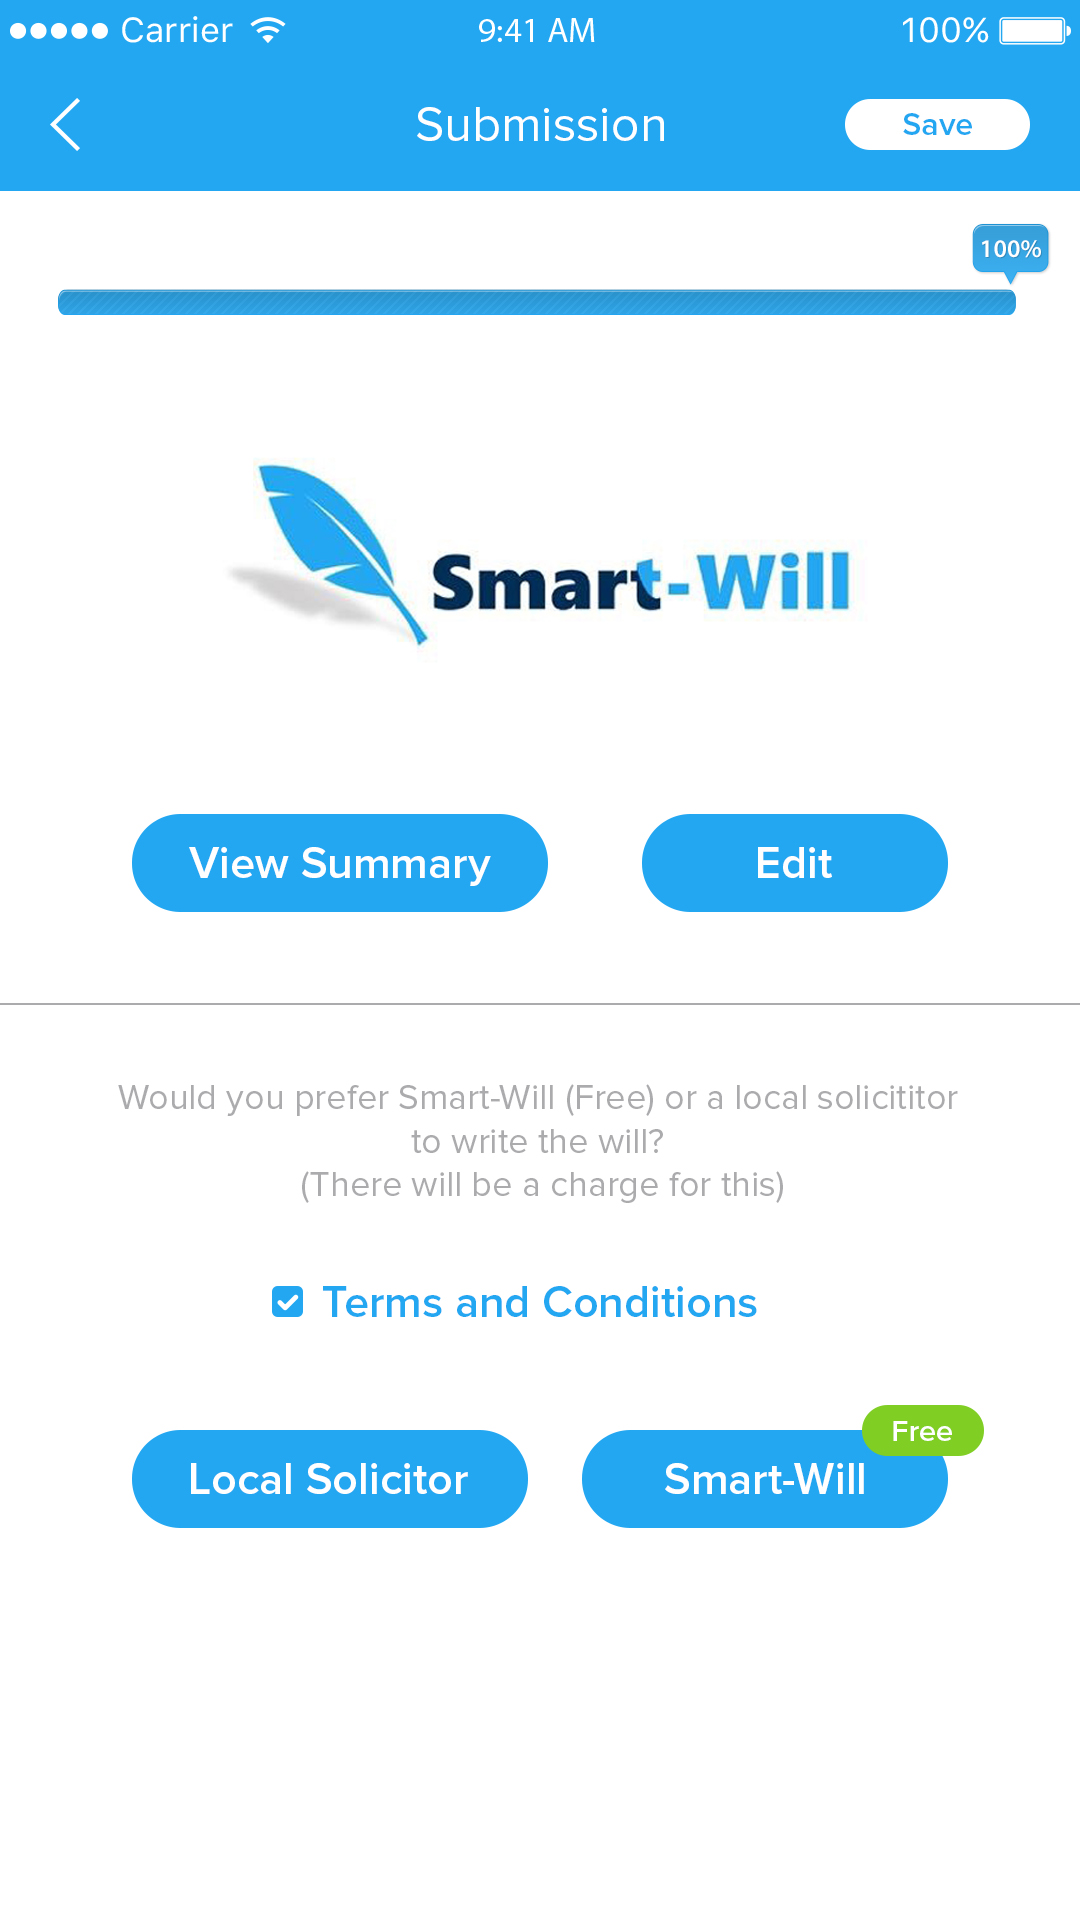 Carrier 9:41 AM 100%
Submission
Save
100%
Smart-Will
View Summary
Edit
Would you prefer Smart-Will (Free) or a local solicititor
to write the will?
(There will be a charge for this)
Terms and Conditions
Free
Local Solicitor
Smart-Will